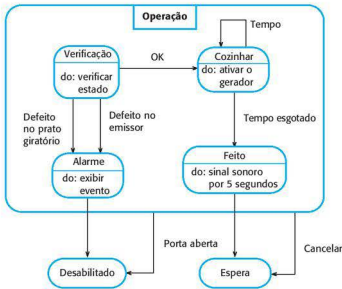 Operação
Tempo
Verificação
do: verificar
estado
OK
Cozinhar
do: ativar o
gerador
Defeito
no prato
giratório
Defeito no
emissor
Tempo esgotado
Alarme
do: exibir
evento
Feito
do: sinal sonoro
por 5 segundos
Porta aberta
Cancelar
Desabilitado
Espera